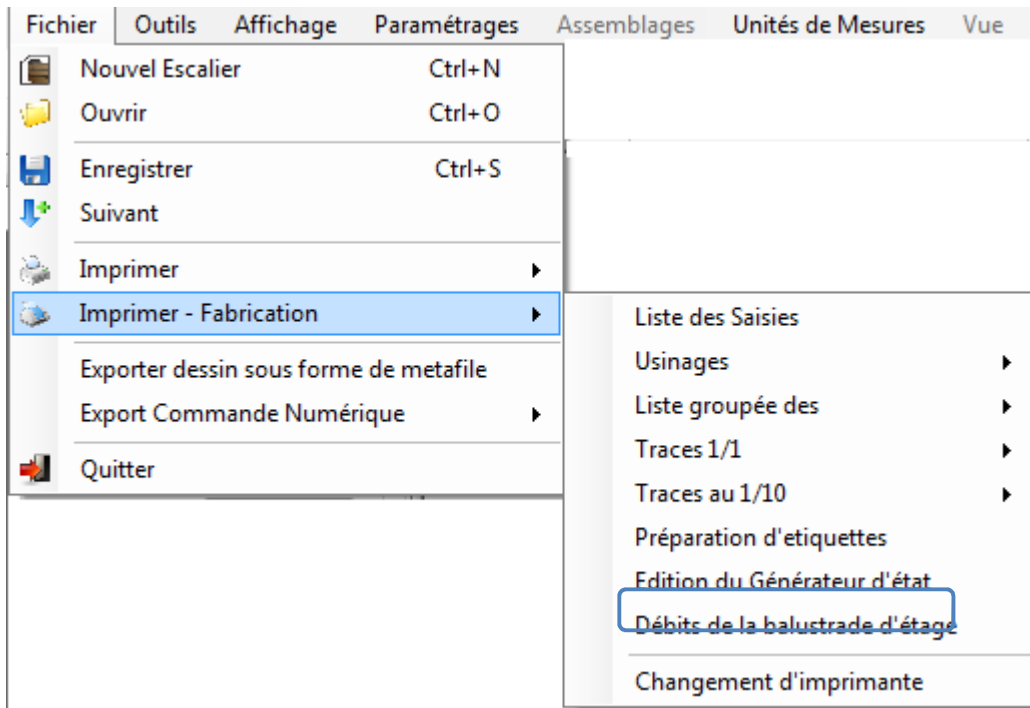 Fichier Outils Affichage Paramétrages Assemblages Unités de Mesures Vue
Nouvel Escalier Ctrl+N
Ouvrir Ctrl+O
Enregistrer Ctrl+S
Suivant
Imprimer
Imprimer - Fabrication
Exporter dessin sous forme de metafile
Export Commande Numérique
Quitter
Liste des Saisies
Usinages
Liste groupée des
Traces 1/1
Traces au 1/10
Préparation d'etiquettes
Edition du Générateur d'état
Débits de la balustrade d'étage
Changement d'imprimante